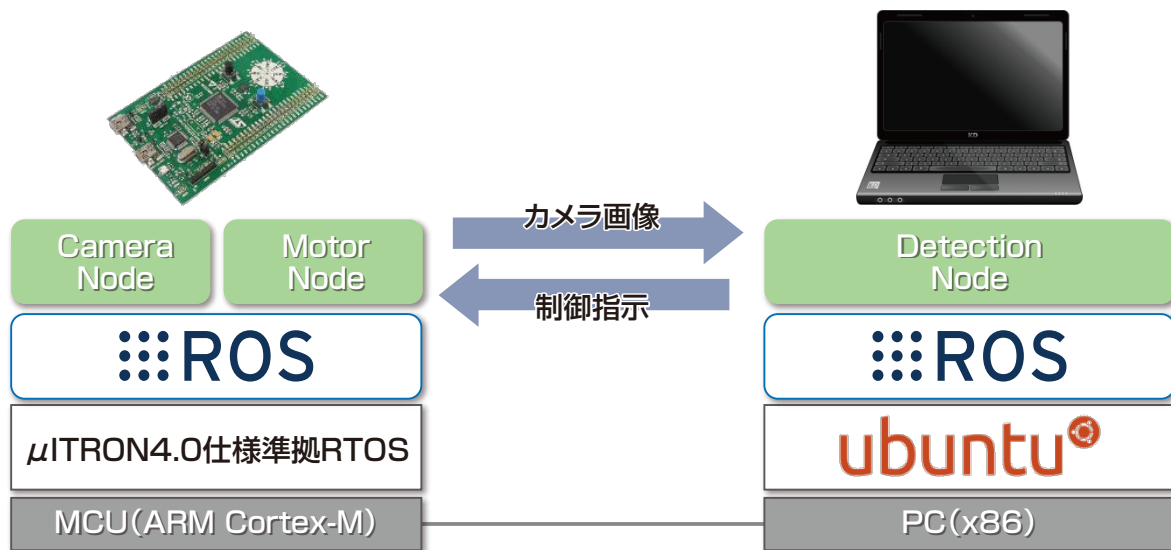 カメラ画像
制御指示
Camera
Node
Motor
Node
Detection
Node
ROS
ROS
μITRON4.0仕様準拠RTOS
ubuntu
MCU(ARM Cortex-M)
PC(x86)